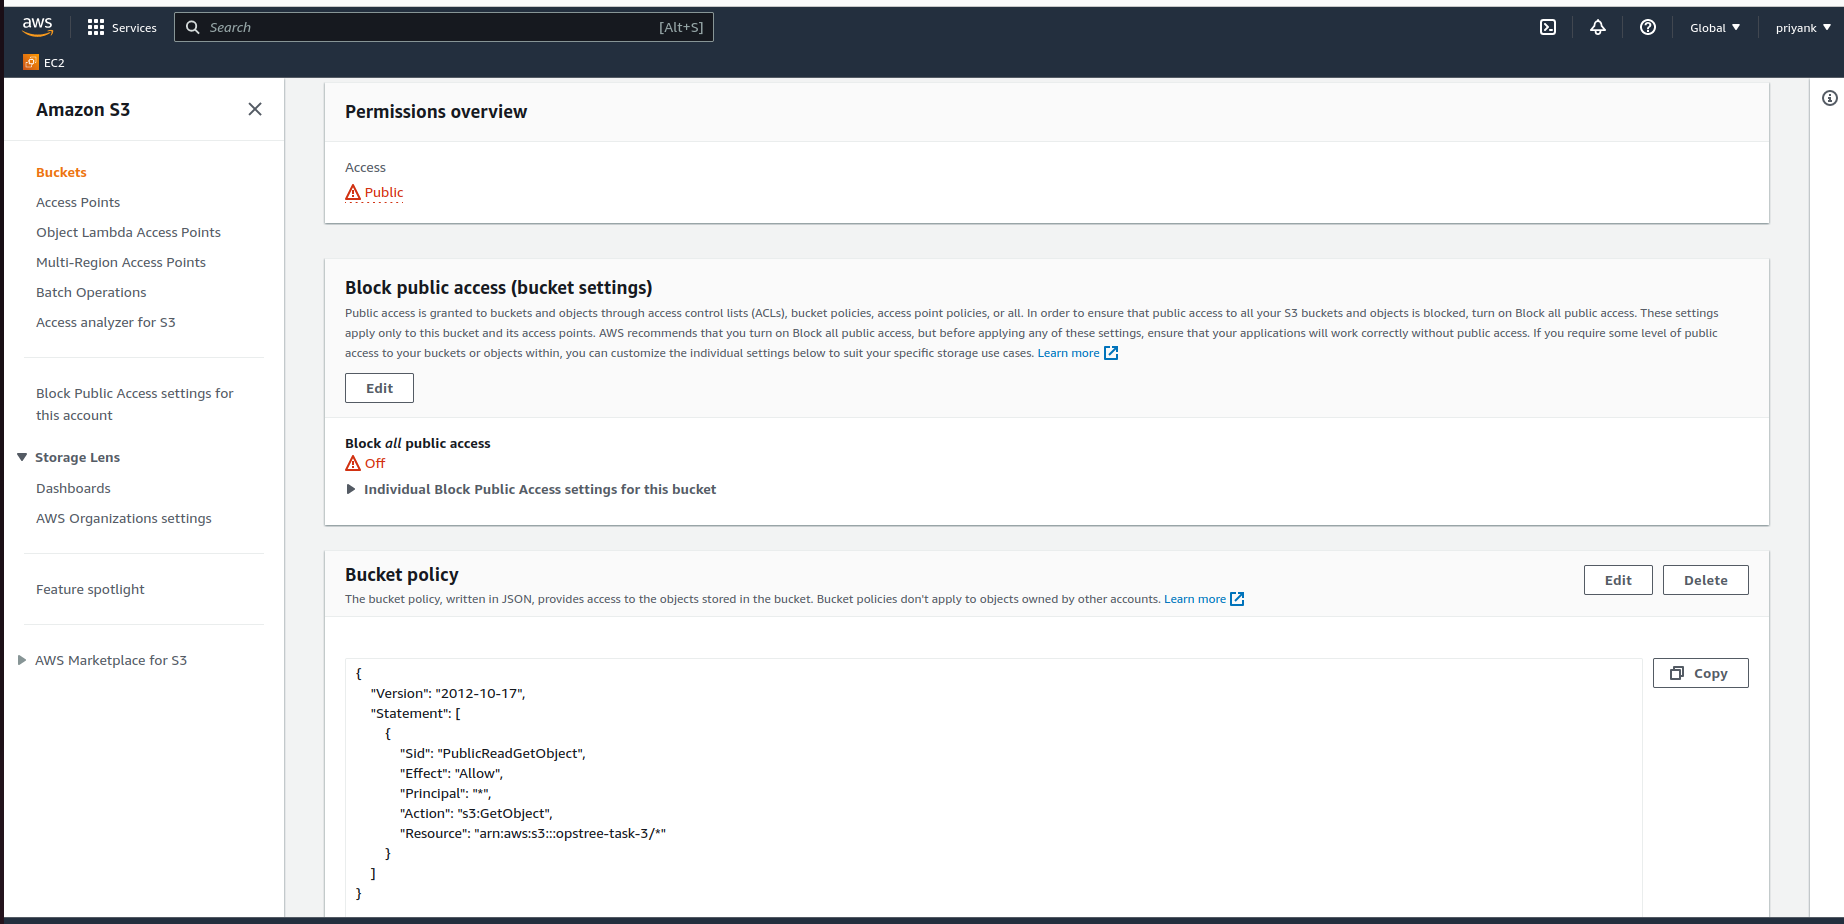 aws
Services
Search
[Alt+S]
Global
priyank
EC2
Amazon S3
Buckets
Access Points
Object Lambda Access Points
Multi-Region Access Points
Batch Operations
Access analyzer for S3
Block Public Access settings for
this account
Storage Lens
Dashboards
AWS Organizations settings
Feature spotlight
AWS Marketplace for S3
Permissions overview
Access
Public
Block public access (bucket settings)
Public access is granted to buckets and objects through access control lists (ACLs), bucket policies, access point policies, or all. In order to ensure that public access to all your S3 buckets and objects is blocked, turn on Block all public access. These settings
apply only to this bucket and its access points. AWS recommends that you turn on Block all public access, but before applying any of these settings, ensure that your applications will work correctly without public access. If you require some level of public
access to your buckets or objects within, you can customize the individual settings below to suit your specific storage use cases. Learn more
Edit
Block all public access
Off
Individual Block Public Access settings for this bucket
Bucket policy
The bucket policy, written in JSON, provides access to the objects stored in the bucket. Bucket policies don't apply to objects owned by other accounts. Learn more
Edit
Delete
Copy
{
"Version": "2012-10-17",
"Statement": [
{
"Sid": "PublicReadGetObject",
"Effect": "Allow",
"Principal": "*",
"Action": "s3:GetObject",
"Resource": "arn:aws:s3:::opstree-task-3/*"
}
]
}